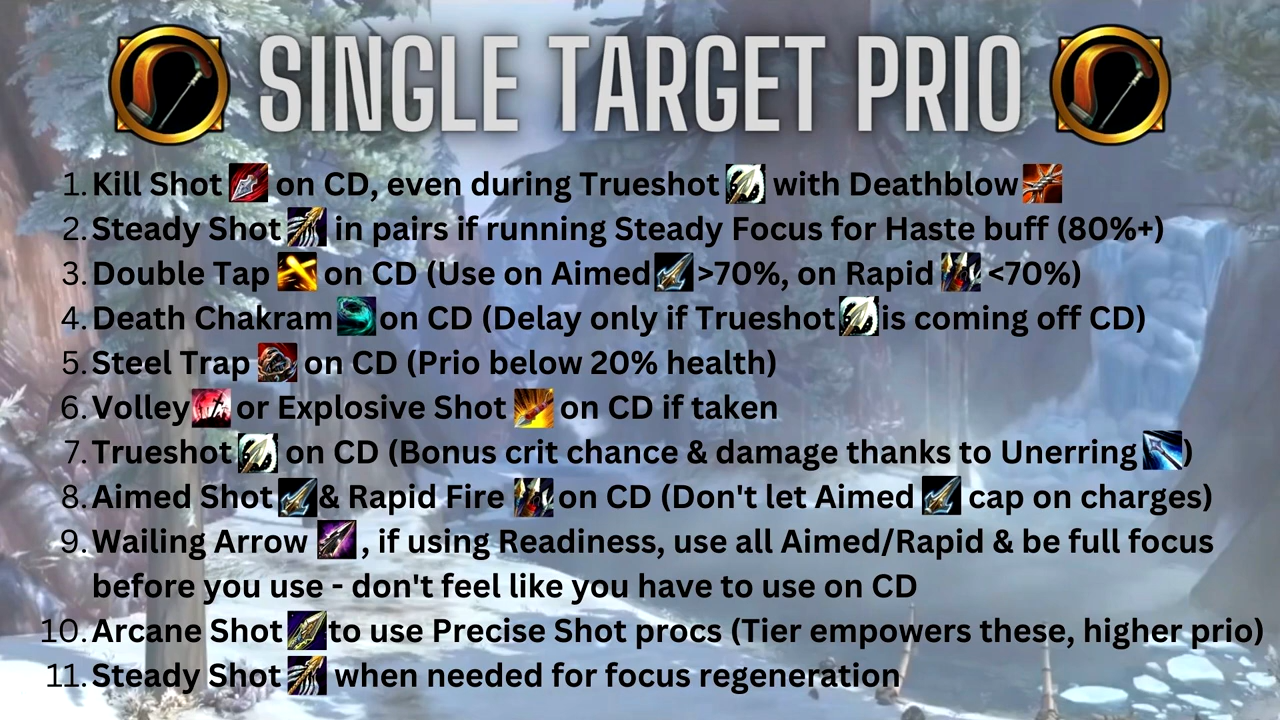 SINGLE TARGET PRIO
1. Kill Shot on CD, even during Trueshot with Deathblow
2. Steady Shot in pairs if running Steady Focus for Haste buff (80%+)
3. Double Tap on CD (Use on Aimed >70%, on Rapid <70%)
4. Death Chakram on CD (Delay only if Trueshot is coming off CD)
5. Steel Trap on CD (Prio below 20% health)
6. Volley or Explosive Shot on CD if taken
7. Trueshot on CD (Bonus crit chance & damage thanks to Unerring )
8. Aimed Shot & Rapid Fire on CD (Don't let Aimed cap on charges)
9. Wailing Arrow , if using Readiness, use all Aimed/Rapid & be full focus
before you use - don't feel like you have to use on CD
10. Arcane Shot to use Precise Shot procs (Tier empowers these, higher prio)
11. Steady Shot when needed for focus regeneration